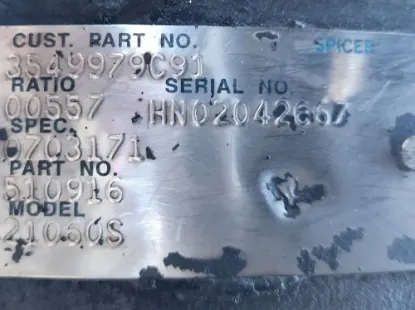 CUST. PART NO. SPICER
3549979C91
RATIO SERIAL NO.
00557 HN02042667
SPEC.
0703171
PART NO.
510916
MODEL
21060S